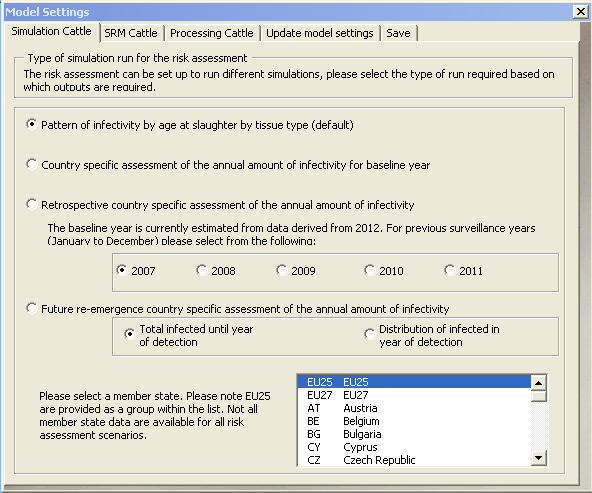 Model Settings
Simulation Cattle
SRM Cattle
Processing Cattle
Update model settings
Save
Type of simulation run for the risk assessment
The risk assessment can be set up to run different simulations, please select the type of run required based on
which outputs are required.
Pattern of infectivity by age at slaughter by tissue type (default)
Country specific assessment of the annual amount of infectivity for baseline year
Retrospective country specific assessment of the annual amount of infectivity
The baseline year is currently estimated from data derived from 2012. For previous surveillance years
(January to December) please select from the following:
2007
2008
2009
2010
2011
Future re-emergence country specific assessment of the annual amount of infectivity
Total infected until year
of detection
Distribution of infected in
year of detection
Please select a member state. Please note EU25
are provided as a group within the list. Not all
member state data are available for all risk
assessment scenarios.
EU25 EU25
EU27 EU27
AT Austria
BE Belgium
BG Bulgaria
CY Cyprus
CZ Czech Republic